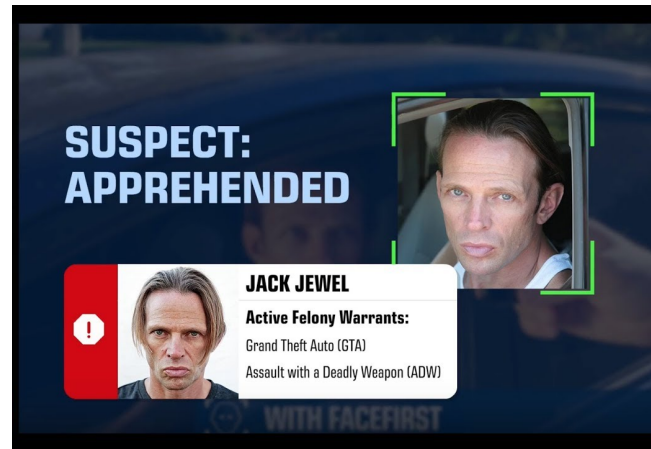 SUSPECT:
APPREHENDED
JACK JEWEL
Active Felony Warrants:
Grand Theft Auto (GTA)
Assault with a Deadly Weapon (ADW)
WITH FACEFIRST